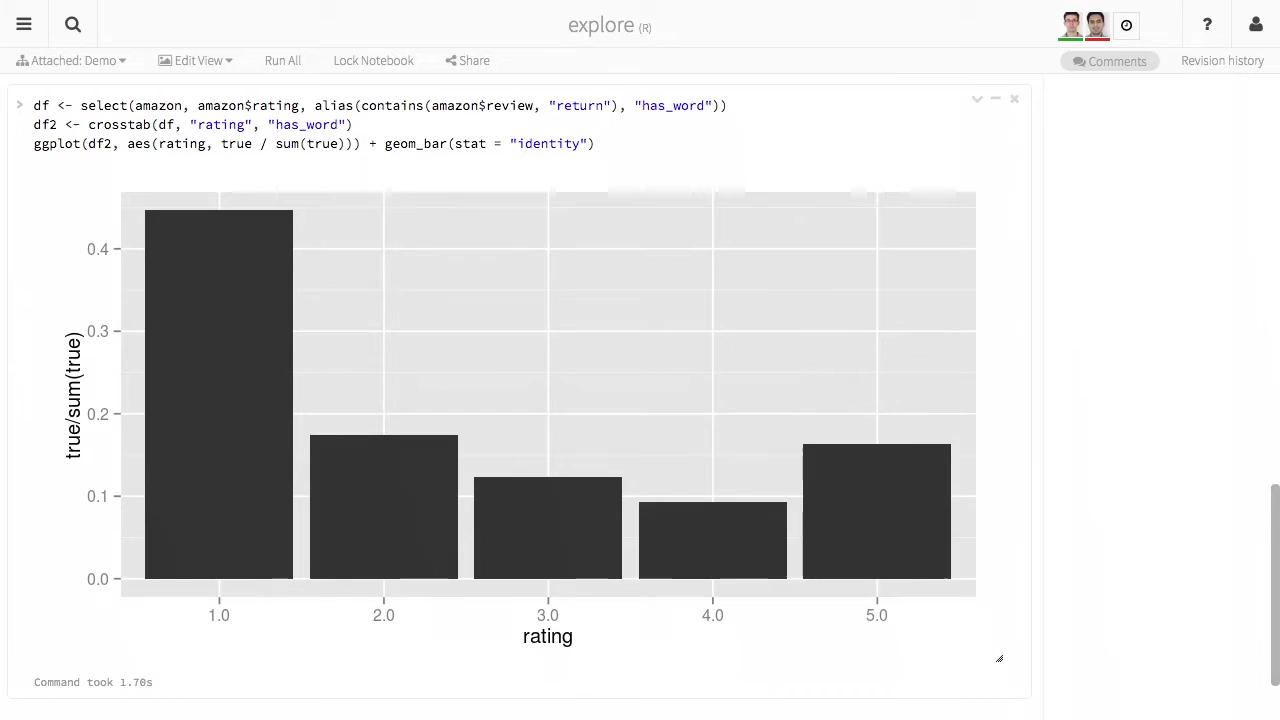 explore (R)
?
Attached: Demo
Edit View
Run All
Lock Notebook
Share
Comments
Revision history
> df <- select(amazon, amazon$rating, alias(contains(amazon$review, "return"), "has_word"))
df2 <- crosstab(df, "rating", "has_word")
ggplot(df2, aes(rating, true / sum(true))) + geom_bar(stat = "identity")
true/sum(true)
0.4
0.3
0.2
0.1
0.0
1.0 2.0 3.0 4.0 5.0
rating
Command took 1.70s